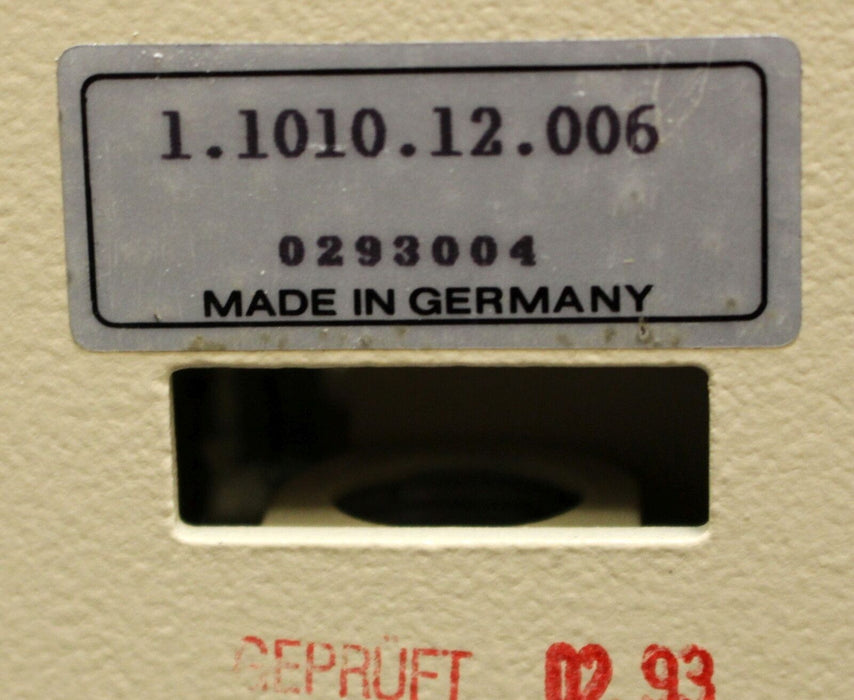 1.1010.12.006
0293004
MADE IN GERMANY
GEPRÜFT 02 93